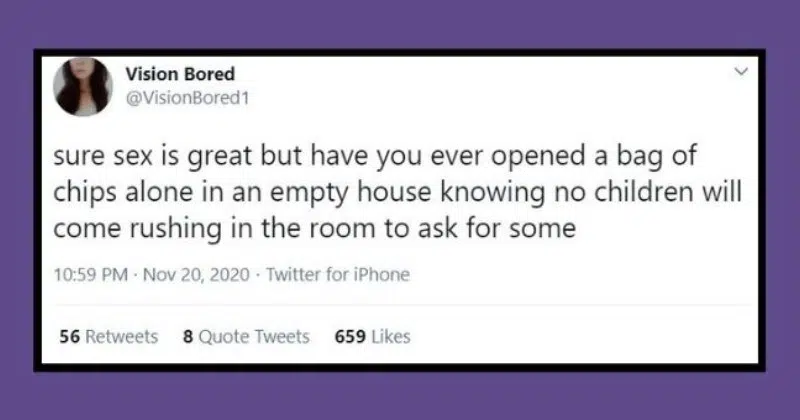 Vision Bored
@VisionBored1
sure sex is great but have you ever opened a bag of
chips alone in an empty house knowing no children will
come rushing in the room to ask for some
10:59 PM · Nov 20, 2020 · Twitter for iPhone
56 Retweets 8 Quote Tweets 659 Likes